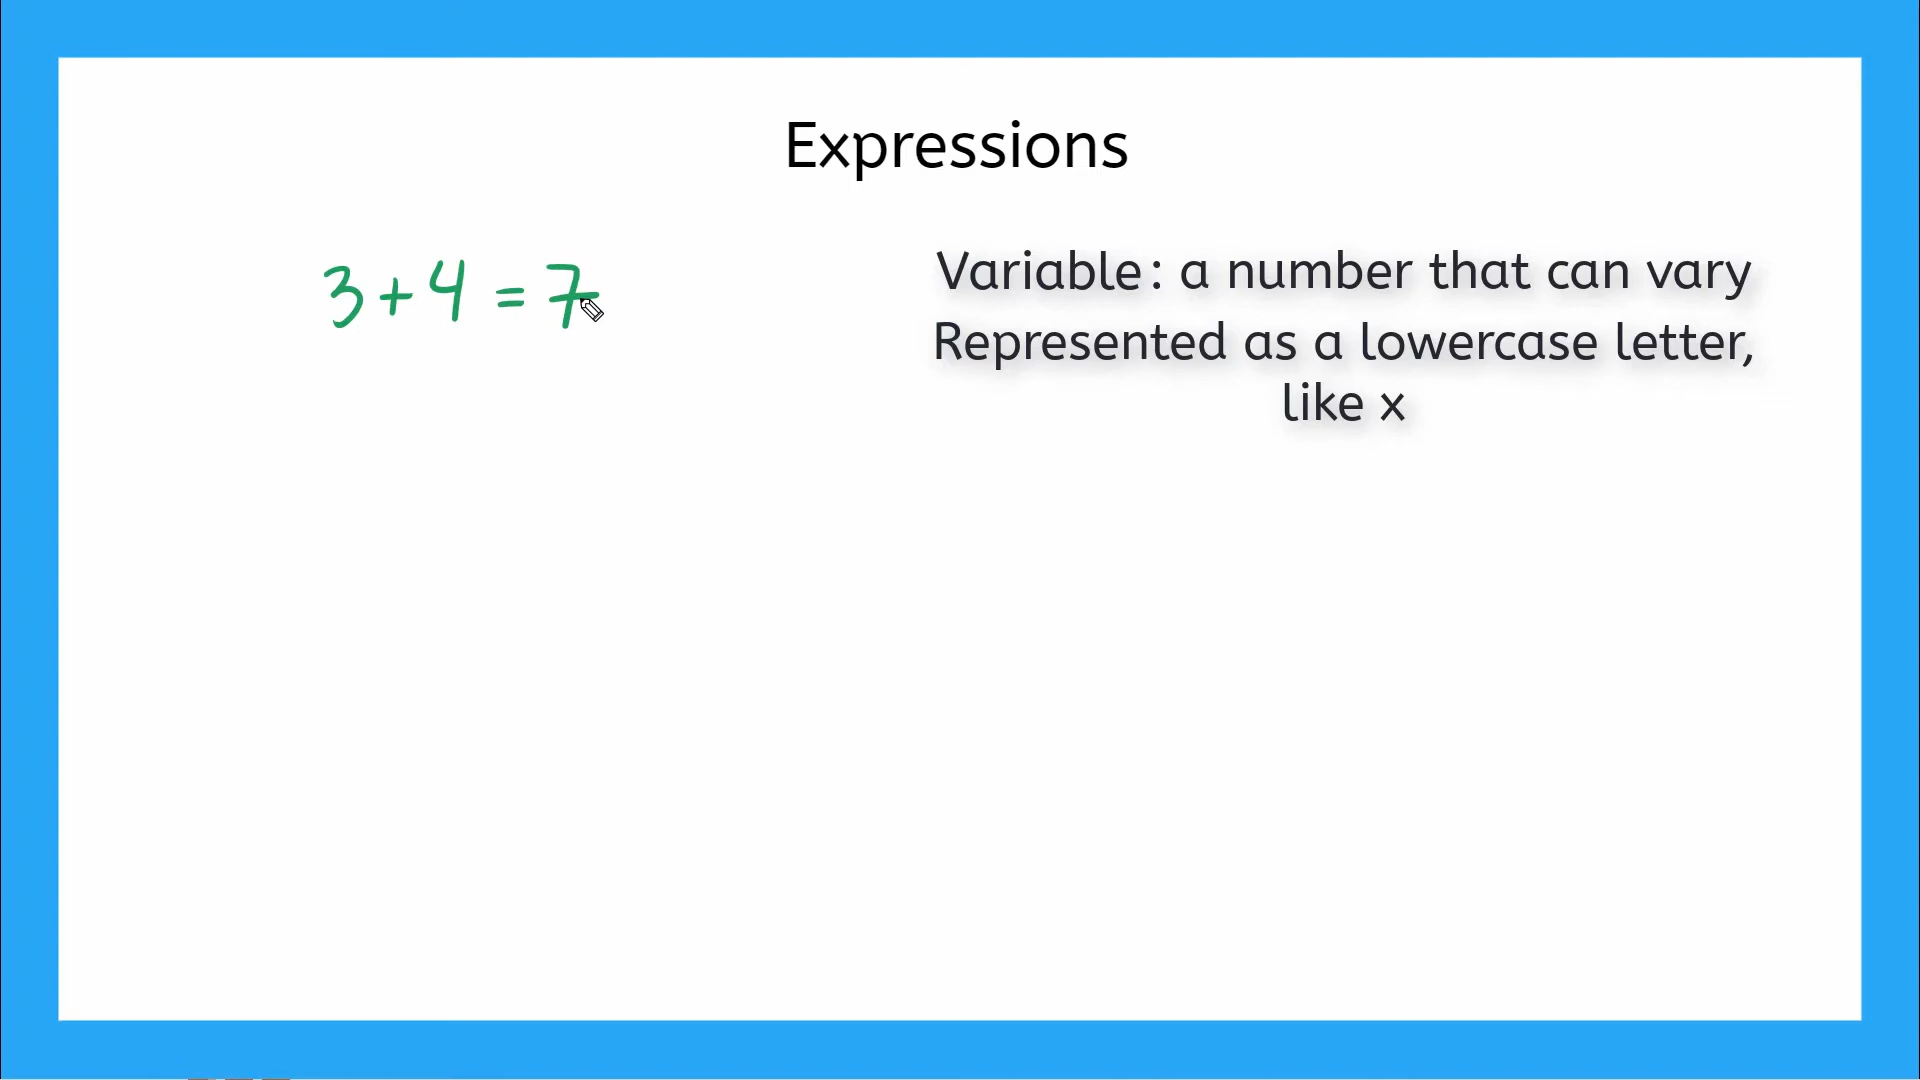 Expressions
3 + 4 = 7
Variable: a number that can vary
Represented as a lowercase letter,
like x